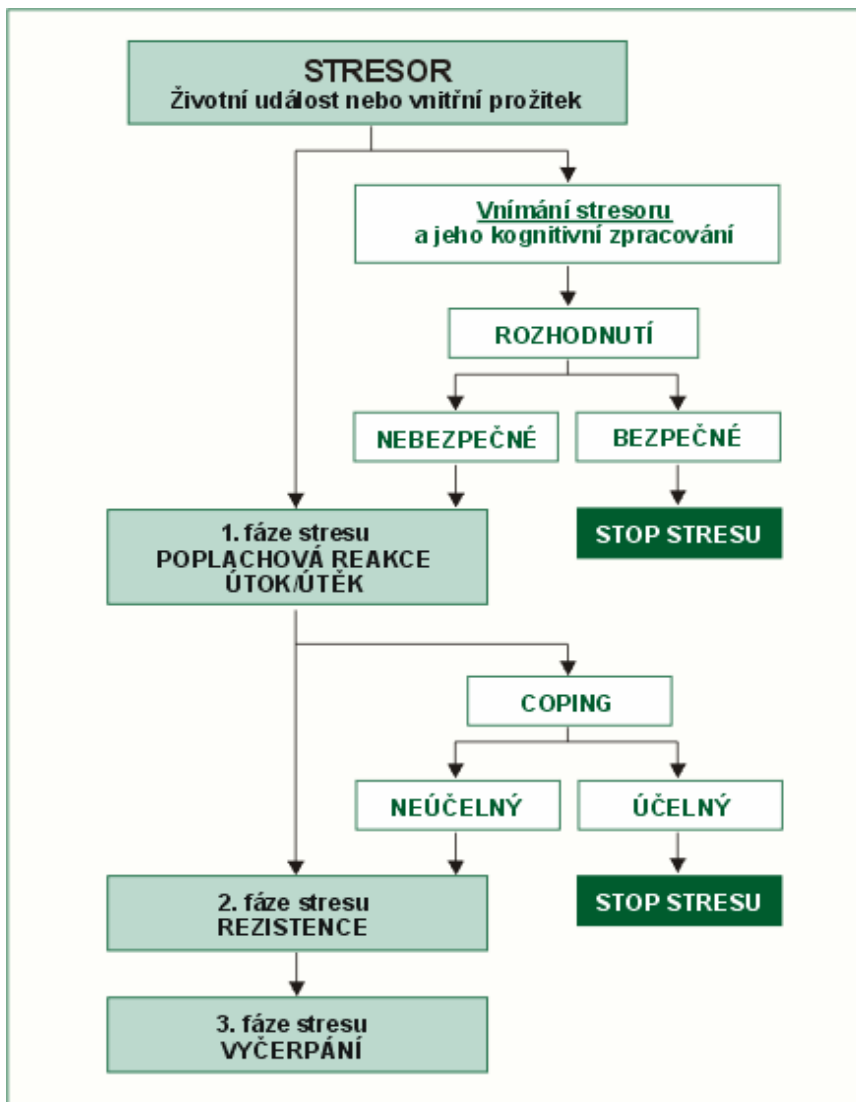 STRESOR
Životní událost nebo vnitřní prožitek
Vnímání stresoru
a jeho kognitivní zpracování
ROZHODNUTÍ
NEBEZPEČNÉ
BEZPEČNÉ
1. fáze stresu
POPLACHOVÁ REAKCE
ÚTOK/ÚTĚK
STOP STRESU
COPING
NEÚČELNÝ
ÚČELNÝ
2. fáze stresu
REZISTENCE
STOP STRESU
3. fáze stresu
VYČERPÁNÍ